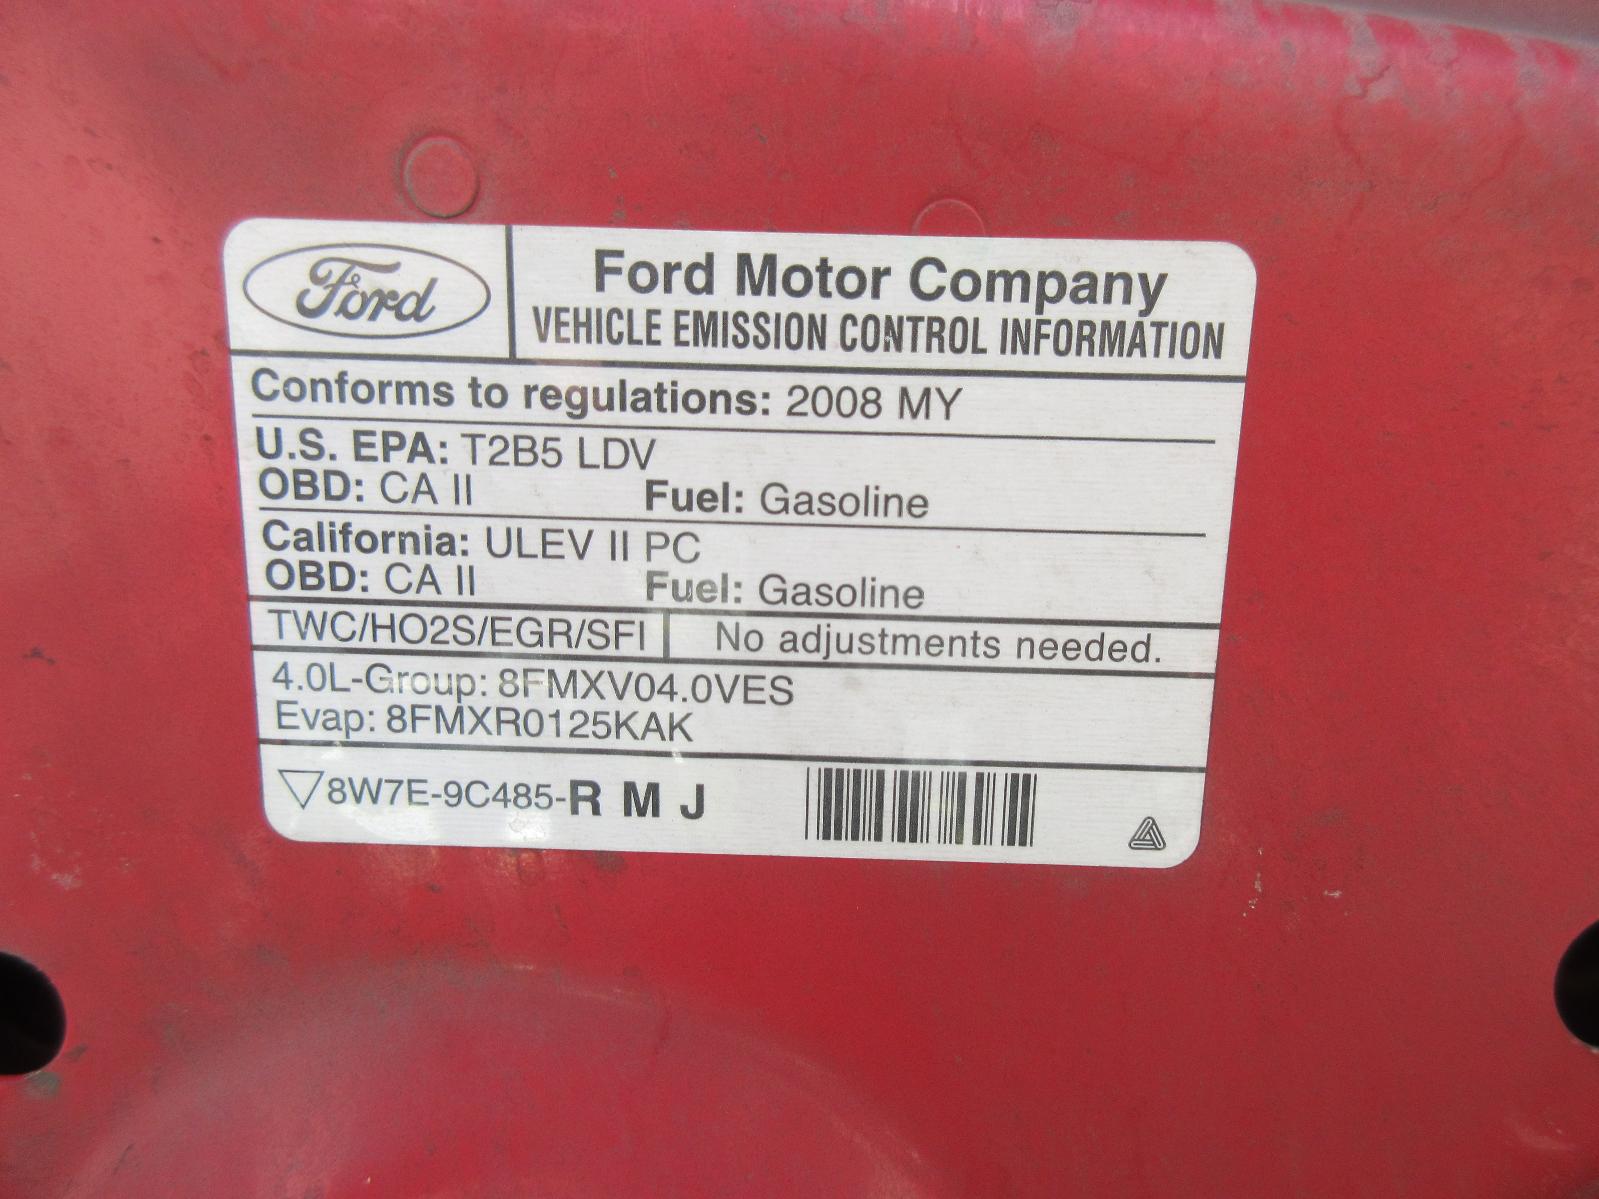 Ford
Ford Motor Company
VEHICLE EMISSION CONTROL INFORMATION
Conforms to regulations: 2008 MY
U.S. EPA: T2B5 LDV
OBD: CA II Fuel: Gasoline
California: ULEV II PC
OBD: CA II Fuel: Gasoline
TWC/HO2S/EGR/SFI No adjustments needed.
4.0L-Group: 8FMXV04.0VES
Evap: 8FMXR0125KAK
8W7E-9C485-R M J